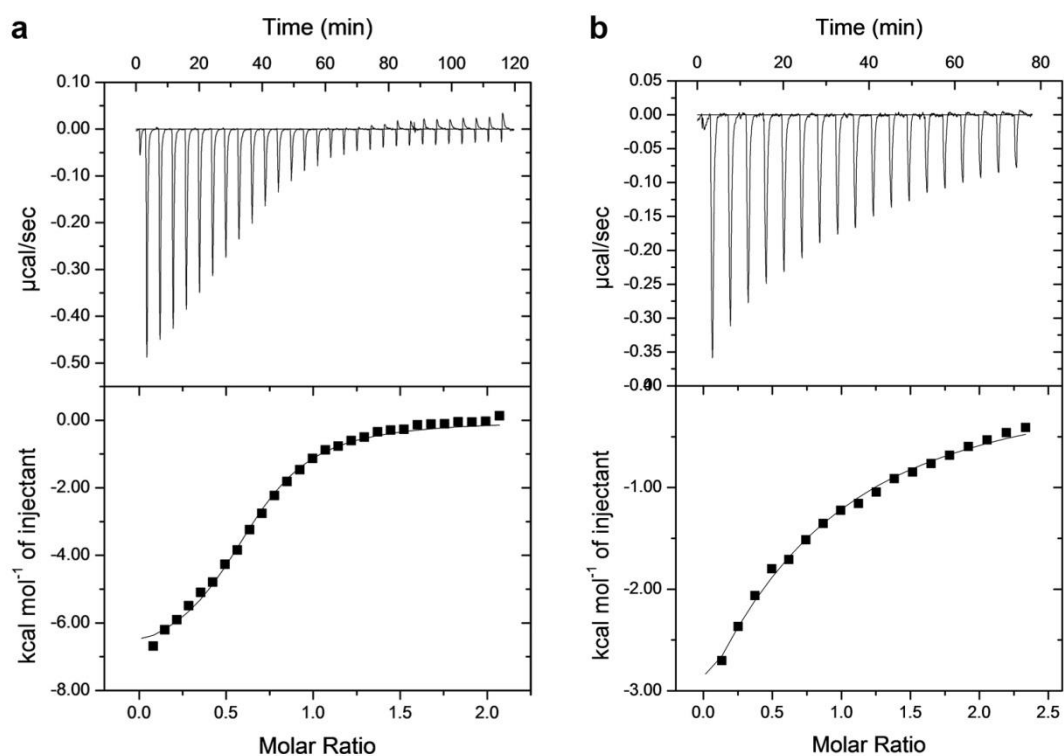 a
Time (min)
0 20 40 60 80 100 120
0.10
0.00
-0.10
-0.20
-0.30
-0.40
-0.50
µcal/sec
0.00
-2.00
-4.00
-6.00
-8.00
kcal mol⁻¹ of injectant
0.0 0.5 1.0 1.5 2.0
Molar Ratio
b
Time (min)
0 20 40 60 80
0.05
0.00
-0.05
-0.10
-0.15
-0.20
-0.25
-0.30
-0.35
µcal/sec
-1.00
-2.00
-3.00
kcal mol⁻¹ of injectant
0.0 0.5 1.0 1.5 2.0 2.5
Molar Ratio